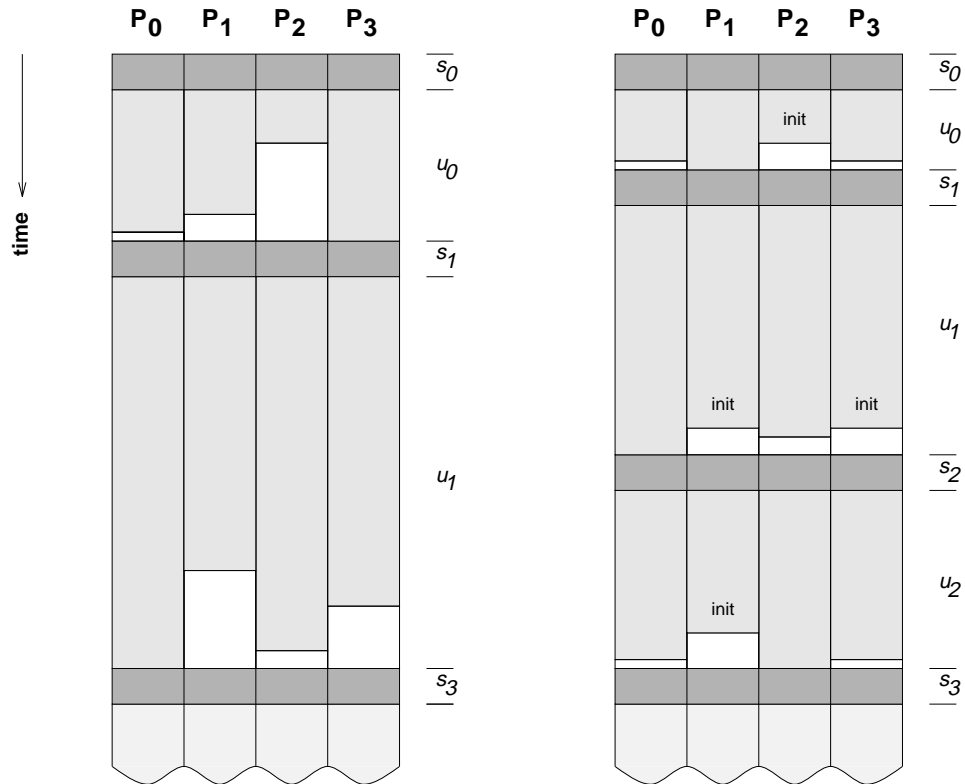 P0 P1 P2 P3
s0
u0
s1
u1
s3
time
P0 P1 P2 P3
s0
init
u0
s1
u1
init init
s2
u2
init
s3